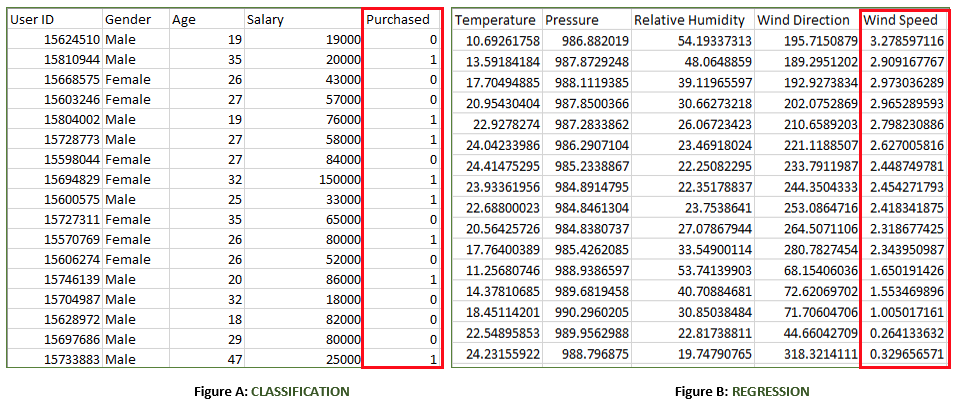 User ID Gender Age Salary Purchased
15624510 Male 19 19000 0
15810944 Male 35 20000 1
15668575 Female 26 43000 0
15603246 Female 27 57000 0
15804002 Male 19 76000 1
15728773 Male 27 58000 1
15598044 Female 27 84000 0
15694829 Female 32 150000 1
15600575 Male 25 33000 1
15727311 Female 35 65000 0
15570769 Female 26 80000 1
15606274 Female 26 52000 0
15746139 Male 20 86000 1
15704987 Male 32 18000 0
15628972 Male 18 82000 0
15697686 Male 29 80000 0
15733883 Male 47 25000 1
Figure A: CLASSIFICATION
Temperature Pressure Relative Humidity Wind Direction Wind Speed
10.69261758 986.882019 54.19337313 195.7150879 3.278597116
13.59184184 987.8729248 48.0648859 189.2951202 2.909167767
17.70494885 988.1119385 39.11965597 192.9273834 2.973036289
20.95430404 987.8500366 30.66273218 202.0752869 2.965289593
22.9278274 987.2833862 26.06723423 210.6589203 2.798230886
24.04233986 986.2907104 23.46918024 221.1188507 2.627005816
24.41475295 985.2338867 22.25082295 233.7911987 2.448749781
23.93361956 984.8914795 22.35178837 244.3504333 2.454271793
22.68800023 984.8461304 23.7538641 253.0864716 2.418341875
20.56425726 984.8380737 27.07867944 264.5071106 2.318677425
17.76400389 985.4262085 33.54900114 280.7827454 2.343950987
11.25680746 988.9386597 53.74139903 68.15406036 1.650191426
14.37810685 989.6819458 40.70884681 72.62069702 1.553469896
18.45114201 990.2960205 30.85038484 71.70604706 1.005017161
22.54895853 989.9562988 22.81738811 44.66042709 0.264133632
24.23155922 988.796875 19.74790765 318.3214111 0.329656571
Figure B: REGRESSION